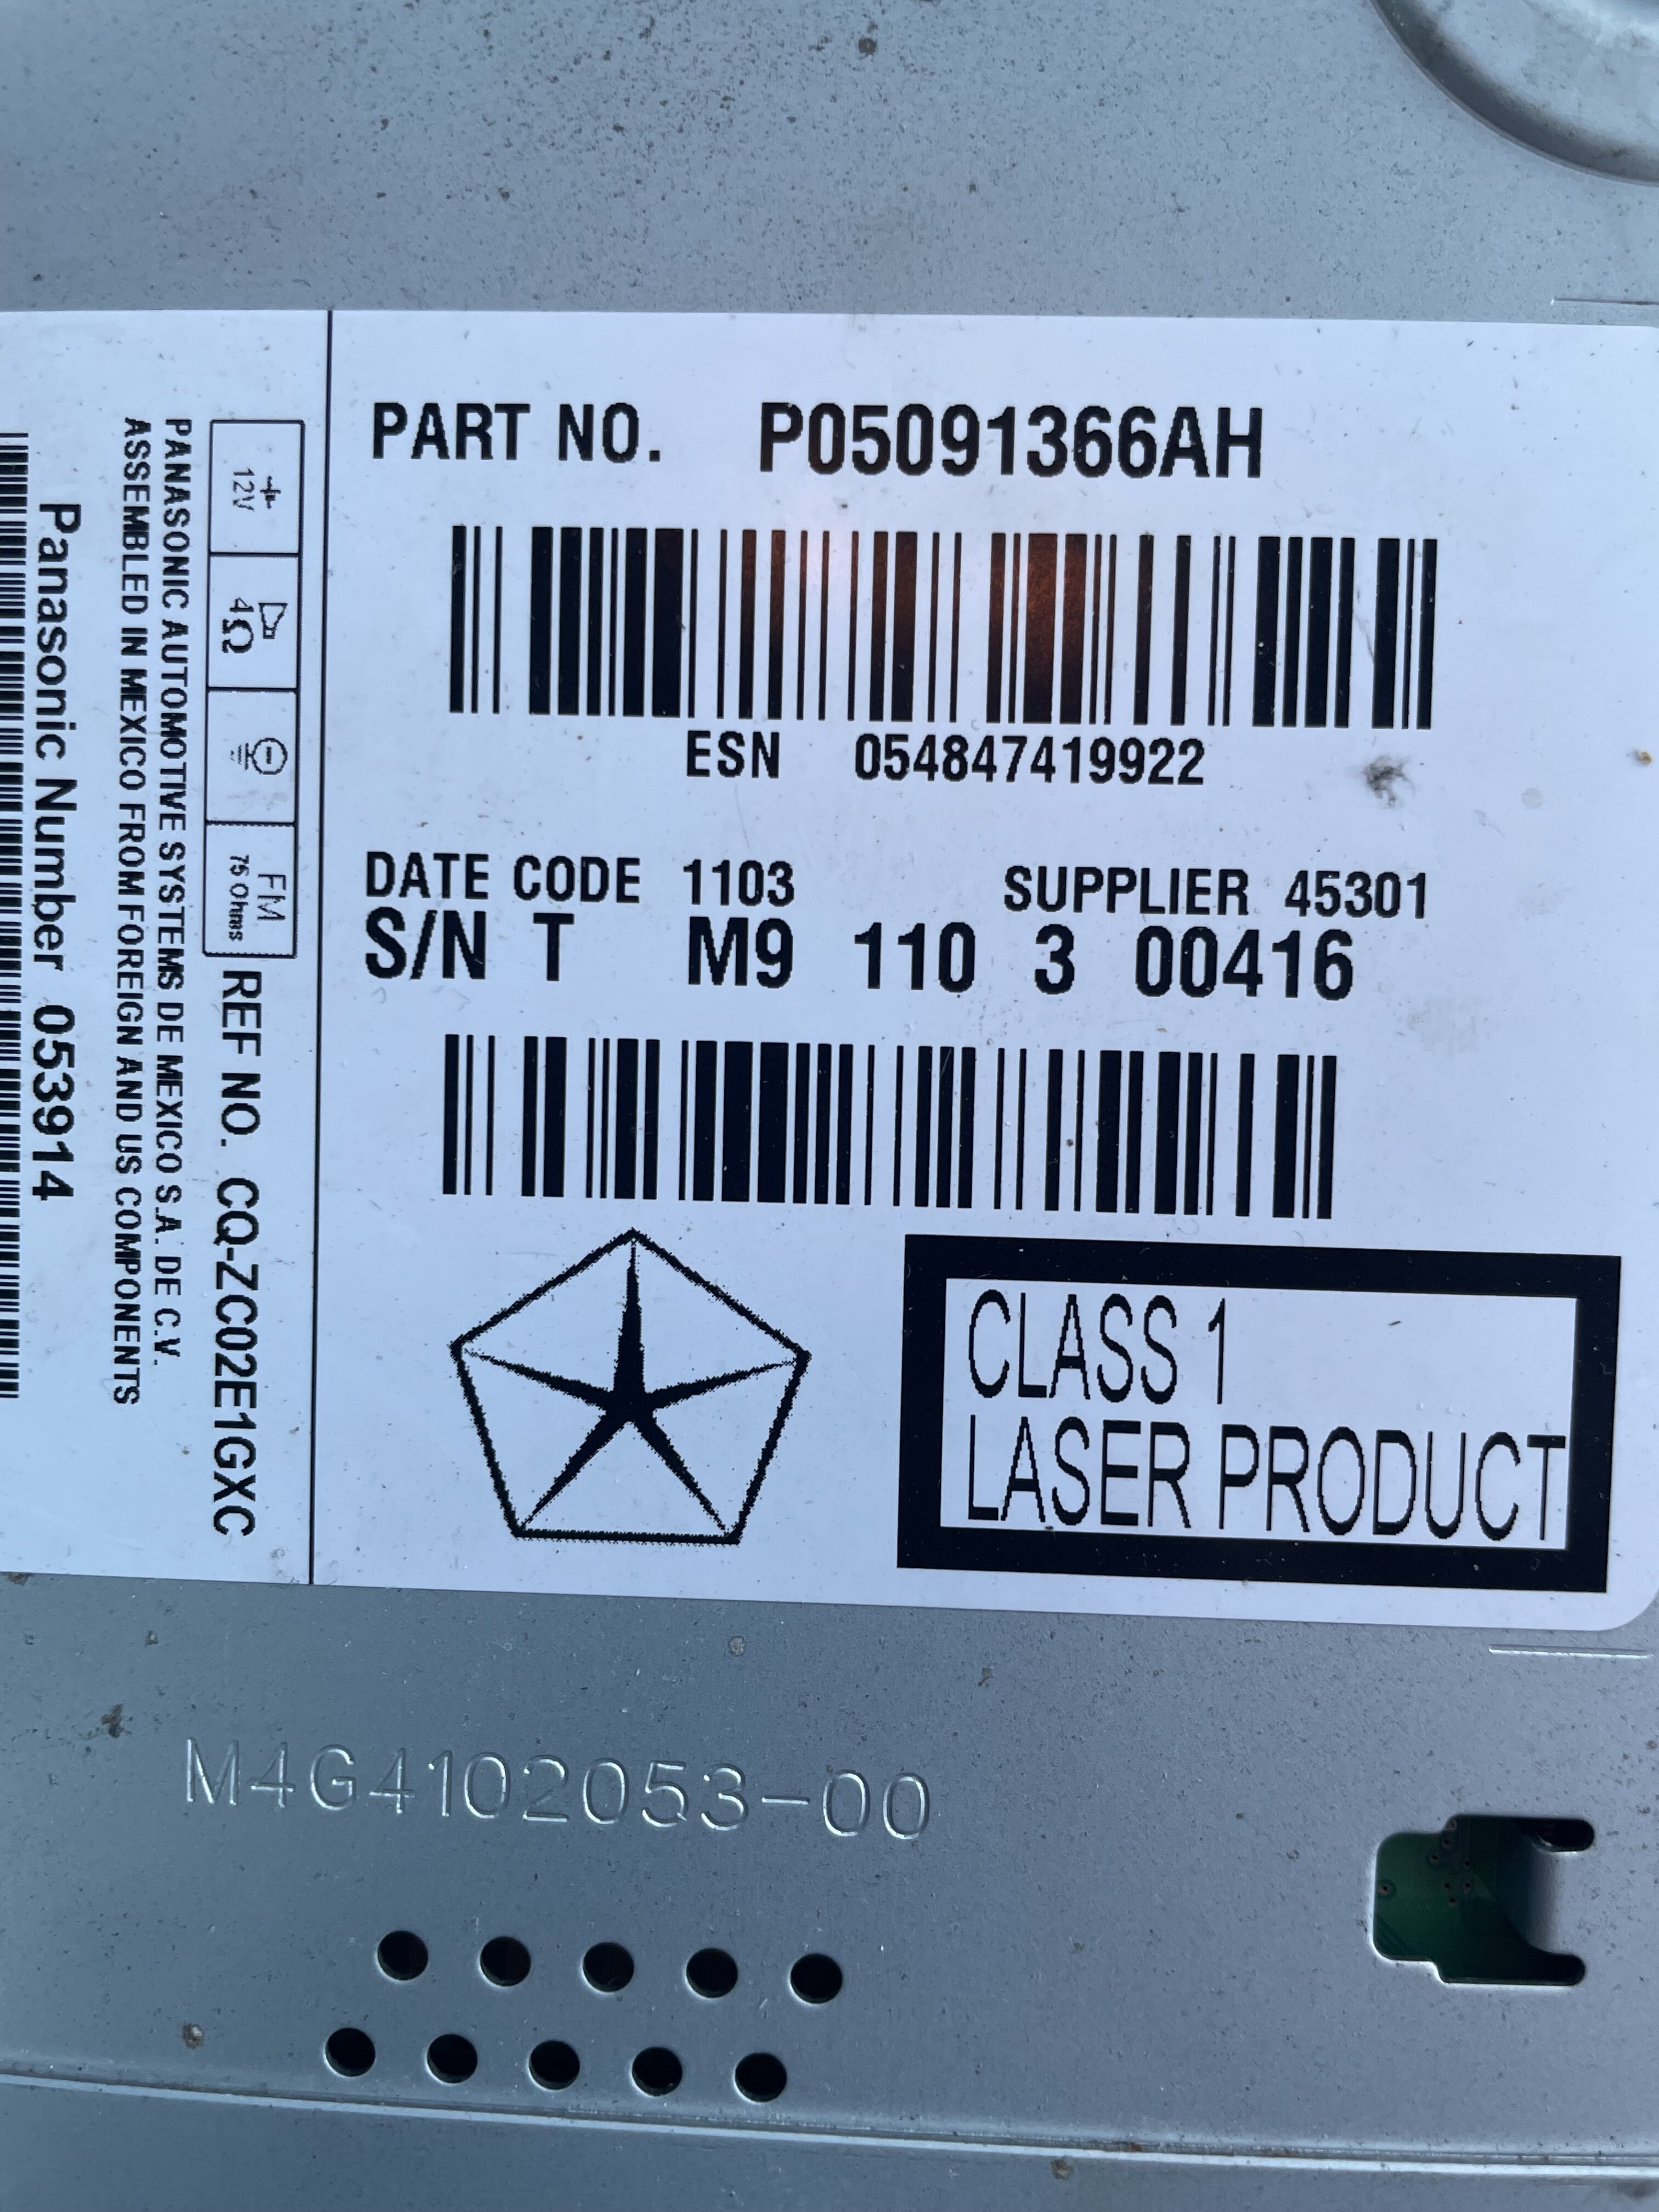 PART NO. P05091366AH
ESN 054847419922
DATE CODE 1103 SUPPLIER 45301
S/N T M9 110 3 00416
CLASS 1
LASER PRODUCT
12V
4Ω
FM
75 Ohms
REF NO. CQ-ZC02E1GXC
PANASONIC AUTOMOTIVE SYSTEMS DE MEXICO S.A. DE C.V.
ASSEMBLED IN MEXICO FROM FOREIGN AND US COMPONENTS
Panasonic Number 053914
M4G4102053-00